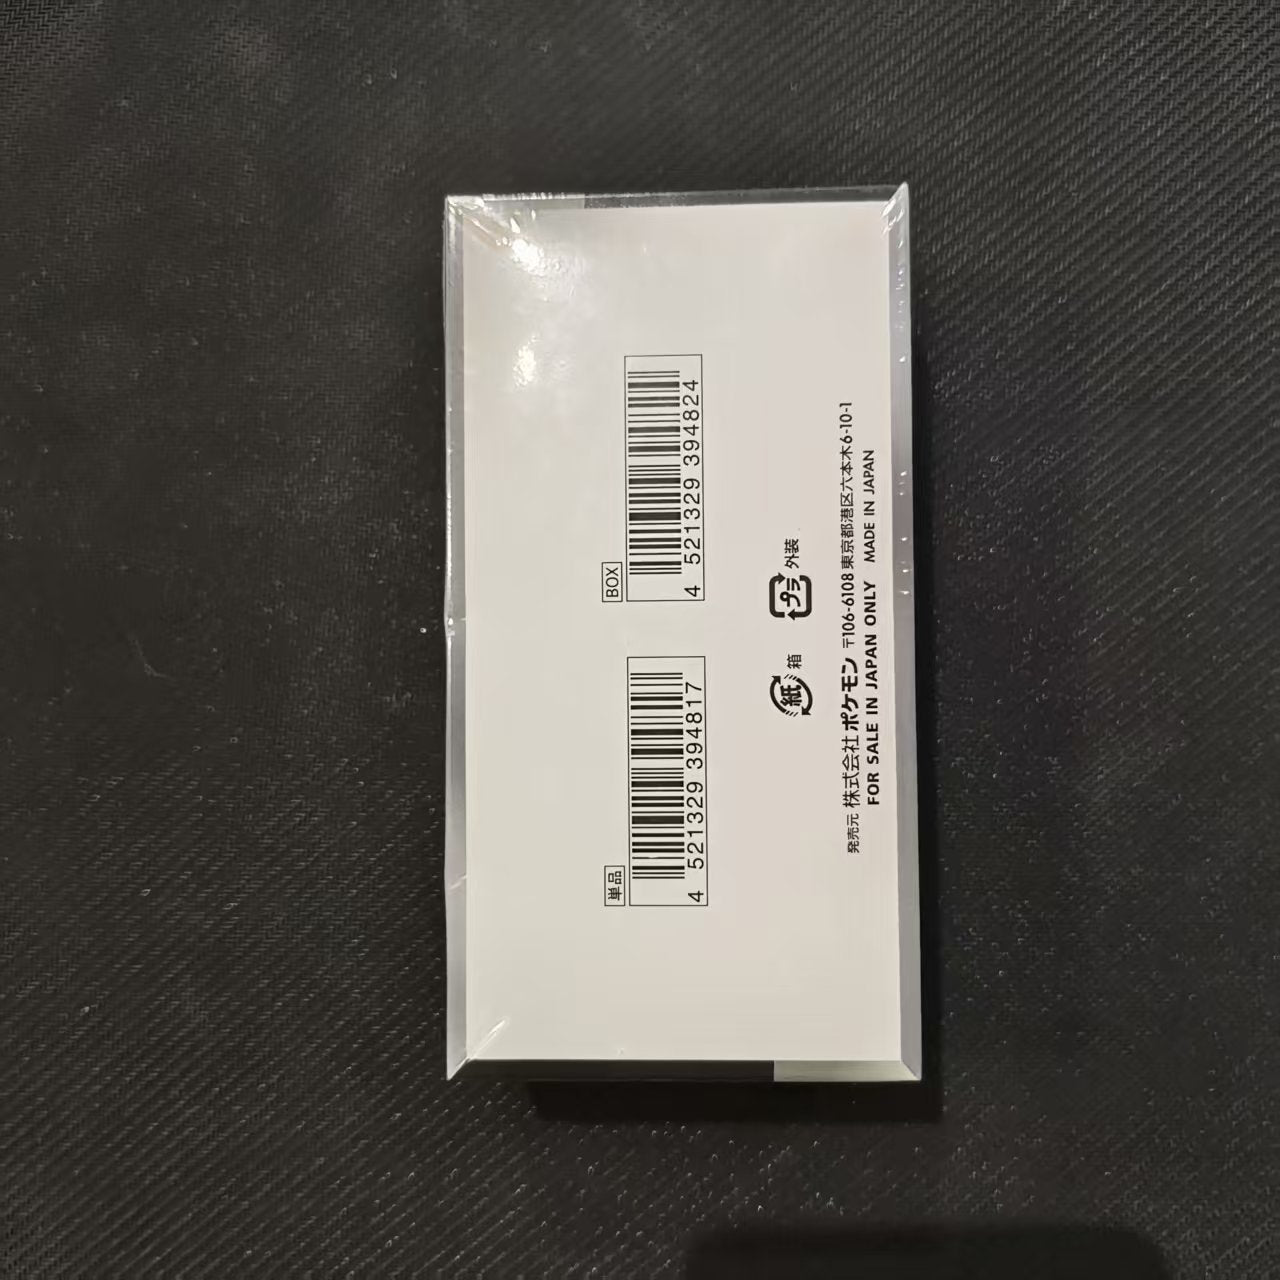 単品
4 521329 394817
BOX
4 521329 394824
紙 箱
プラ 外装
発売元 株式会社ポケモン 〒106-6108 東京都港区六本木6-10-1
FOR SALE IN JAPAN ONLY MADE IN JAPAN